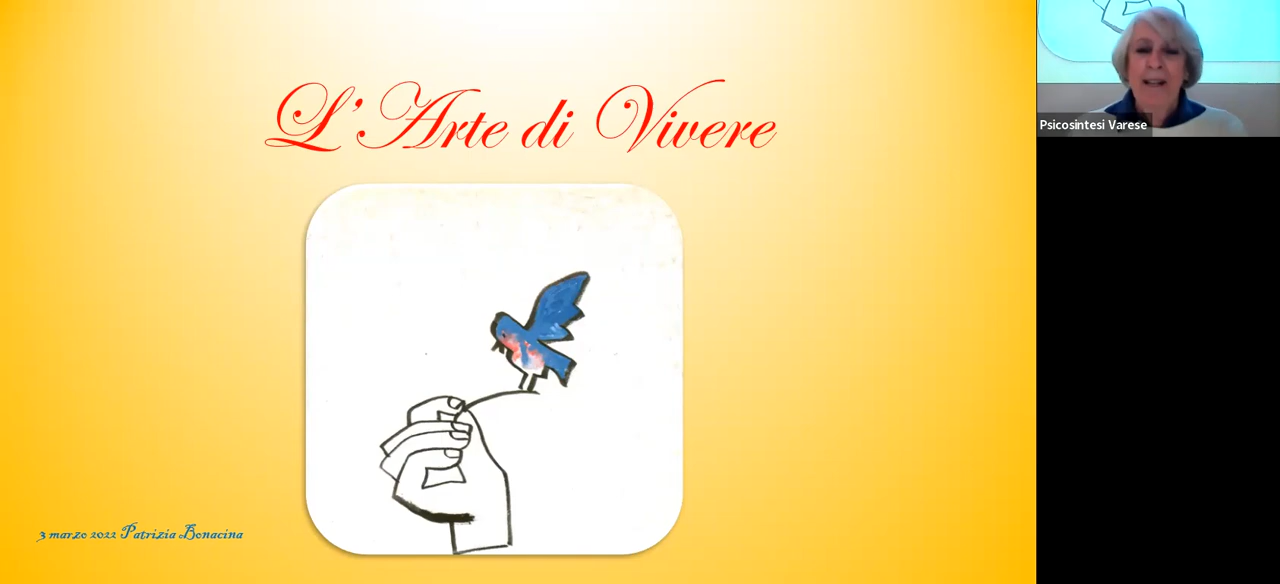 L'Arte di Vivere
3 marzo 2022 Patrizia Bonacina
Psicosintesi Varese